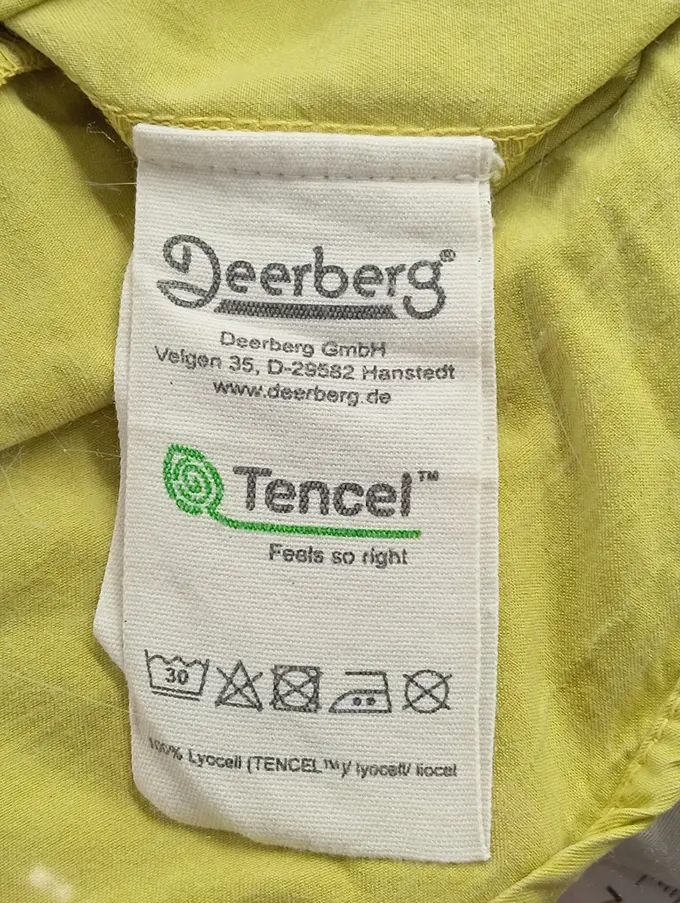 Deerberg®
Deerberg GmbH
Velgen 35, D-29582 Hanstedt
www.deerberg.de
Tencel™
Feels so right
30
100% Lyocell (TENCEL™)/ lyocell/ liocel